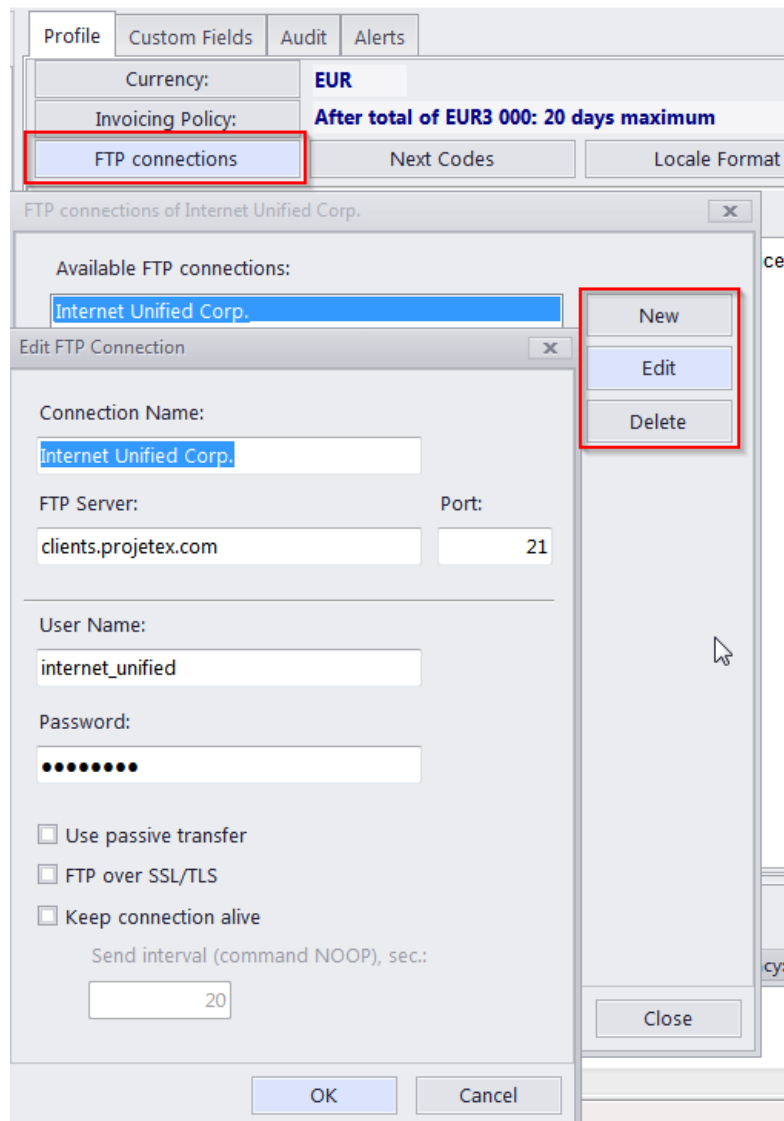 Profile Custom Fields Audit Alerts
Currency: EUR
Invoicing Policy: After total of EUR3 000: 20 days maximum
FTP connections Next Codes Locale Format
FTP connections of Internet Unified Corp.
Available FTP connections:
Internet Unified Corp.
New
Edit FTP Connection
Edit
Connection Name:
Delete
Internet Unified Corp.
FTP Server: Port:
clients.projetex.com 21
User Name:
internet_unified
Password:
●●●●●●●●
Use passive transfer
FTP over SSL/TLS
Keep connection alive
Send interval (command NOOP), sec.:
20
Close
OK Cancel